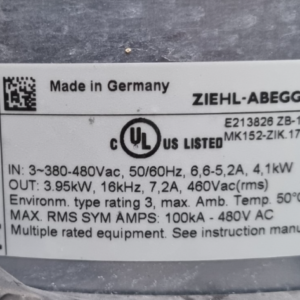 Made in Germany
ZIEHL-ABEGG
E213826 ZB-1
c UL US LISTED MK152-ZIK.17
IN: 3~380-480Vac, 50/60Hz, 6,6-5,2A, 4,1kW
OUT: 3.95kW, 16kHz, 7,2A, 460Vac(rms)
Environm. type rating 3, max. Amb. Temp. 50°
MAX. RMS SYM AMPS: 100kA - 480V AC
Multiple rated equipment. See instruction manu